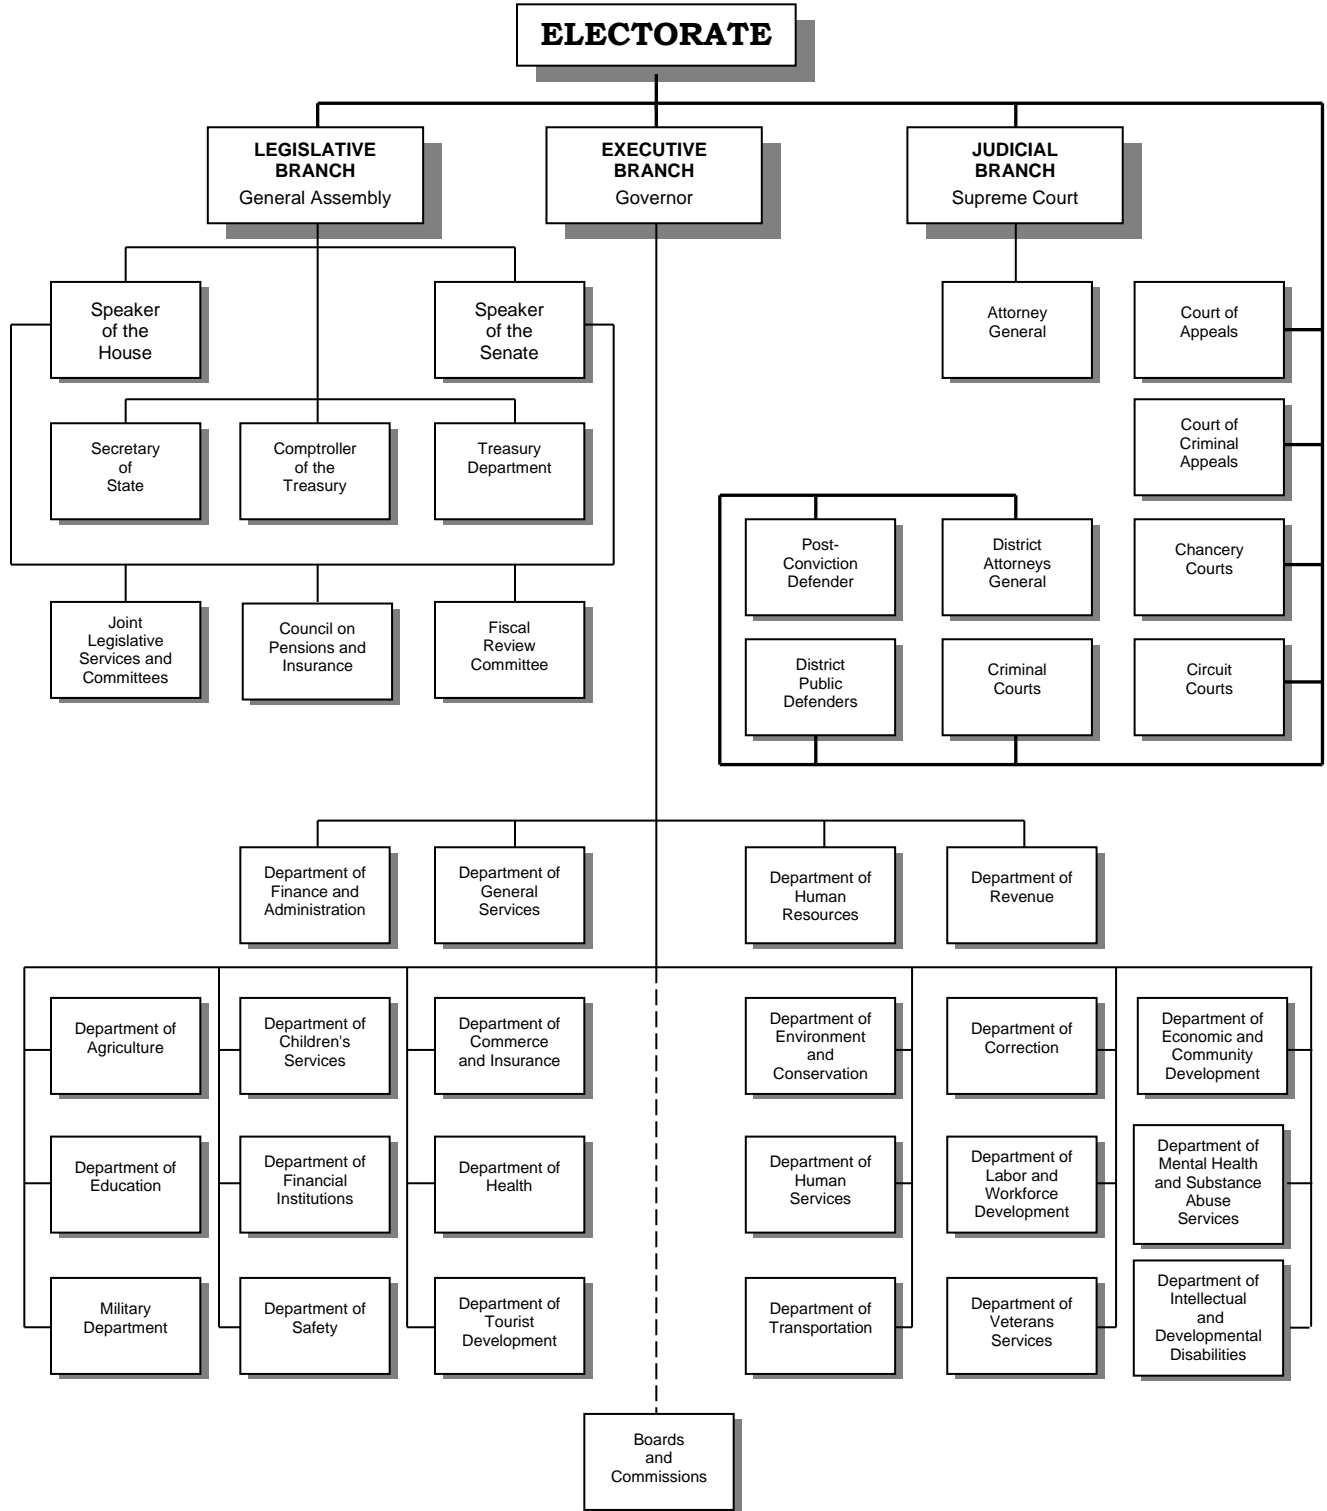 ELECTORATE
LEGISLATIVE
BRANCH
General Assembly
EXECUTIVE
BRANCH
Governor
JUDICIAL
BRANCH
Supreme Court
Speaker
of the
House
Speaker
of the
Senate
Attorney
General
Court of
Appeals
Secretary
of
State
Comptroller
of the
Treasury
Treasury
Department
Court of
Criminal
Appeals
Post-
Conviction
Defender
District
Attorneys
General
Chancery
Courts
Joint
Legislative
Services and
Committees
Council on
Pensions and
Insurance
Fiscal
Review
Committee
District
Public
Defenders
Criminal
Courts
Circuit
Courts
Department of
Finance and
Administration
Department of
General
Services
Department of
Human
Resources
Department of
Revenue
Department of
Agriculture
Department of
Children's
Services
Department of
Commerce
and Insurance
Department of
Environment
and
Conservation
Department of
Correction
Department of
Economic and
Community
Development
Department of
Education
Department of
Financial
Institutions
Department of
Health
Department of
Human
Services
Department of
Labor and
Workforce
Development
Department of
Mental Health
and Substance
Abuse
Services
Military
Department
Department of
Safety
Department of
Tourist
Development
Department of
Transportation
Department of
Veterans
Services
Department of
Intellectual
and
Developmental
Disabilities
Boards
and
Commissions